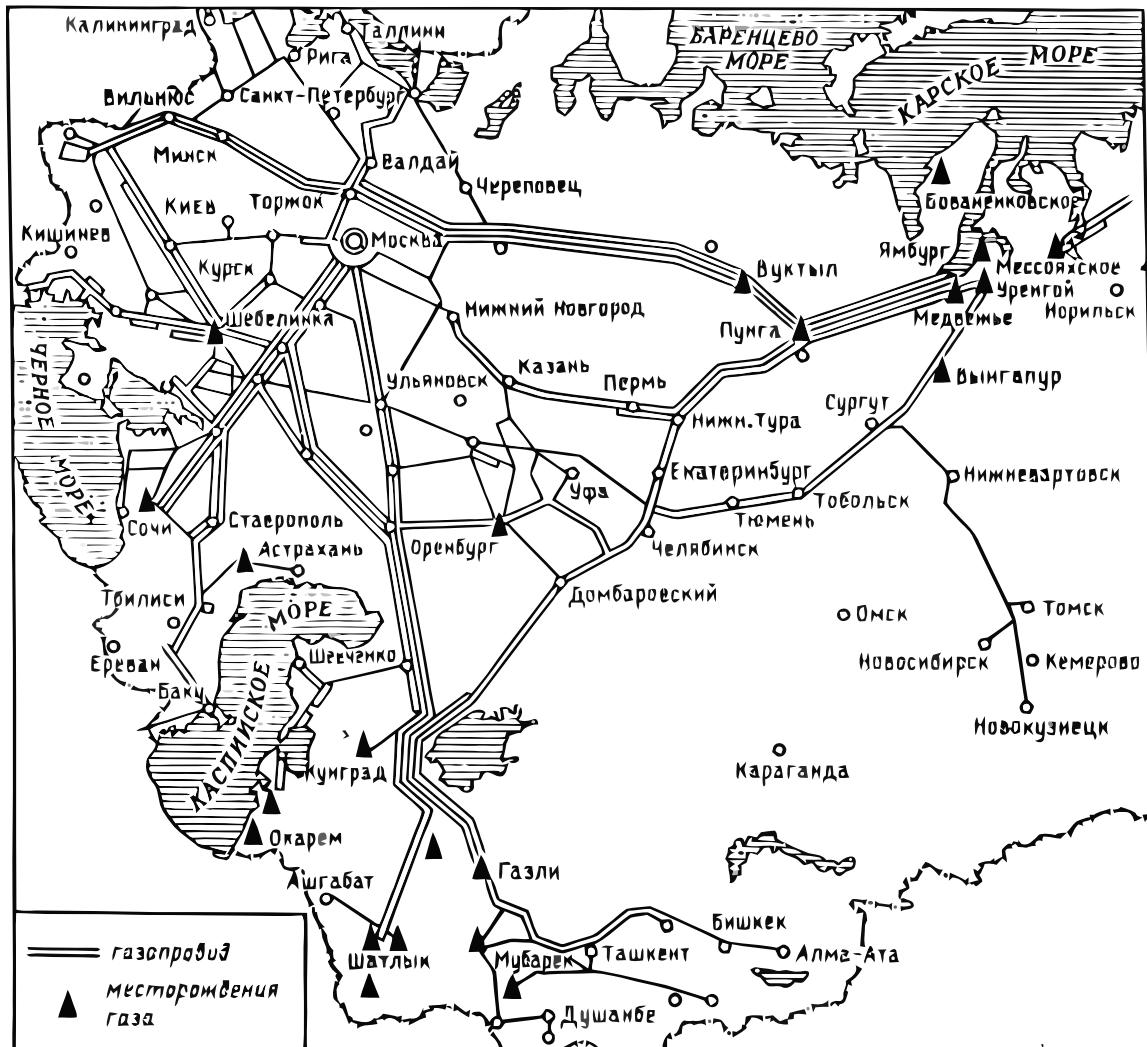 Калининград
Таллинн
Рига
БАРЕНЦЕВО
МОРЕ
КАРСКОЕ МОРЕ
Вильнюс
Санкт-Петербург
Минск
Валдай
Череповец
Бованенковское
Киев
Торжок
Кишинев
Москва
Ямбург
Мессояхское
Курск
Вуктыл
Уренгой
Норильск
Медвежье
Нижний Новгород
Шебелинка
Пунга
ЧЕРНОЕ
МОРЕ
Казань
Пермь
Вынгапур
Ульяновск
Сургут
Нижн.Тура
Екатеринбург
Нижневартовск
Уфа
Тобольск
Тюмень
Сочи
Ставрополь
Оренбург
Челябинск
Астрахань
Домбаровский
Тбилиси
МОРЕ
Омск
Томск
Ереван
Шевченко
Новосибирск
Кемерово
Баку
КАСПИЙСКОЕ
Новокузнецк
Кунград
Караганда
Окарем
Газли
Ашгабат
Бишкек
Шатлык
Мубарек
Ташкент
Алма-Ата
Душанбе
газопровид
месторождения
газа